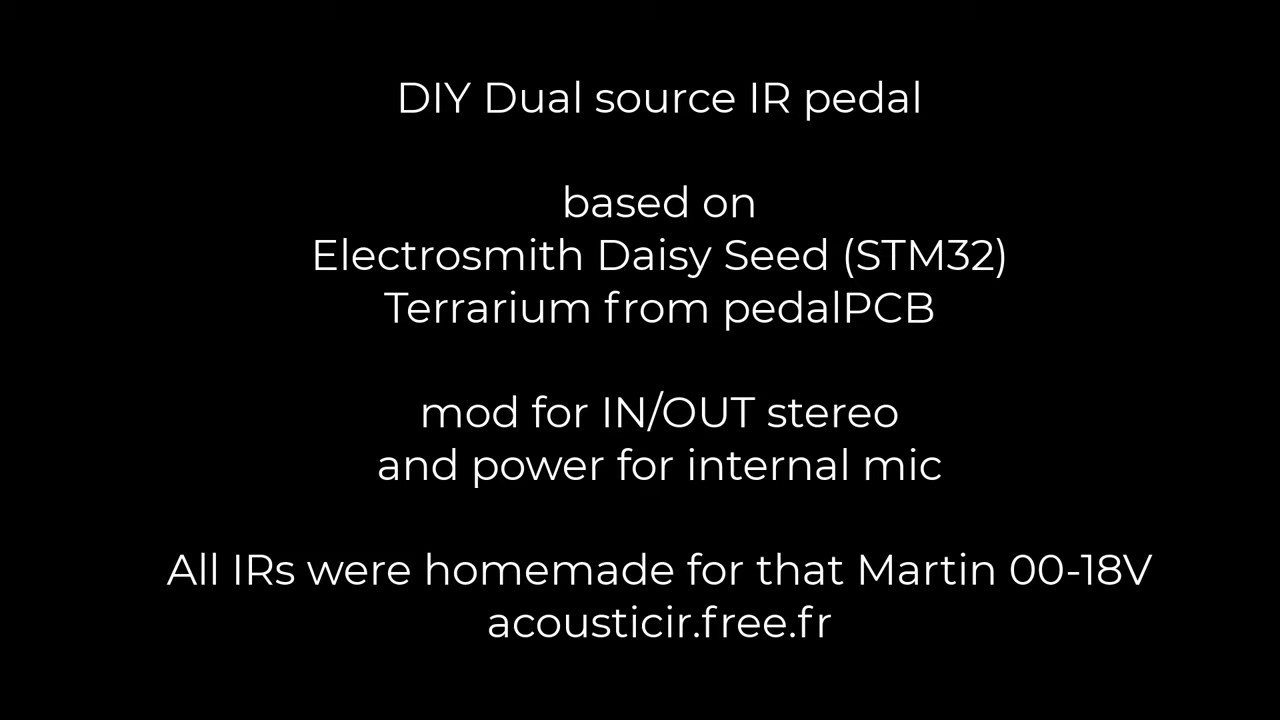 DIY Dual source IR pedal
based on
Electrosmith Daisy Seed (STM32)
Terrarium from pedalPCB
mod for IN/OUT stereo
and power for internal mic
All IRs were homemade for that Martin 00-18V
acousticir.free.fr